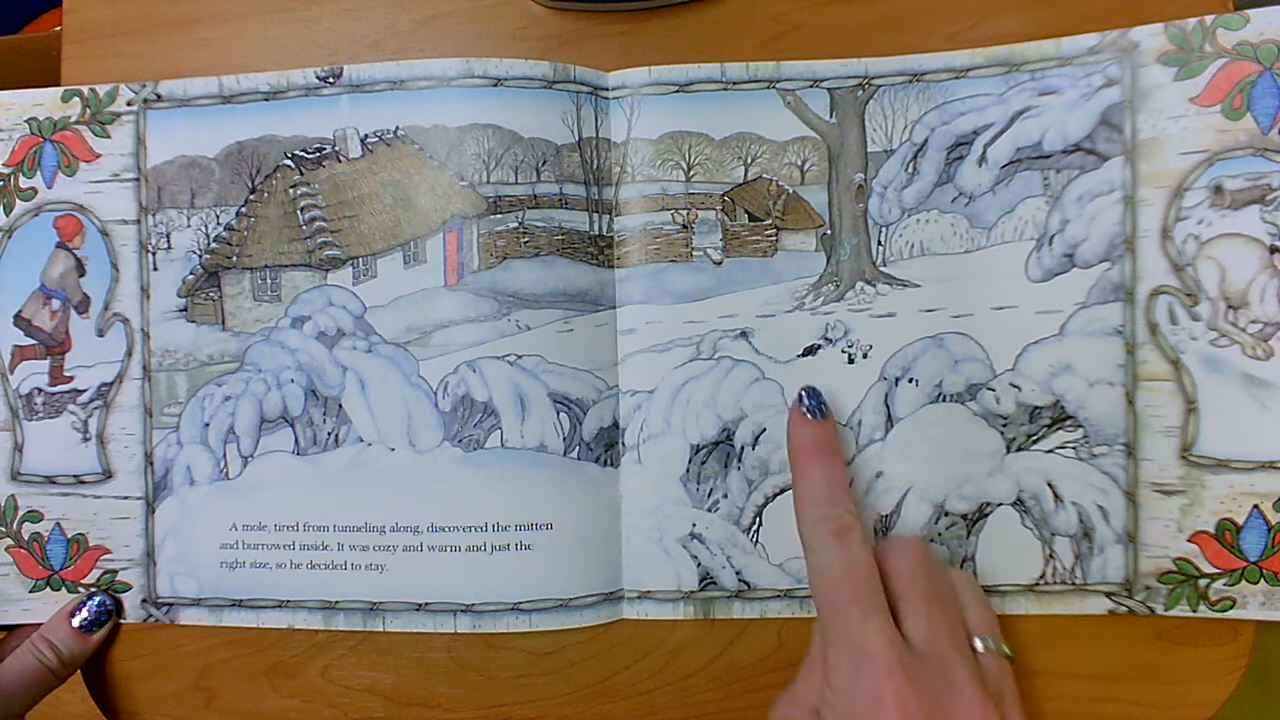 A mole, tired from tunneling along, discovered the mitten
and burrowed inside. It was cozy and warm and just the
right size, so he decided to stay.